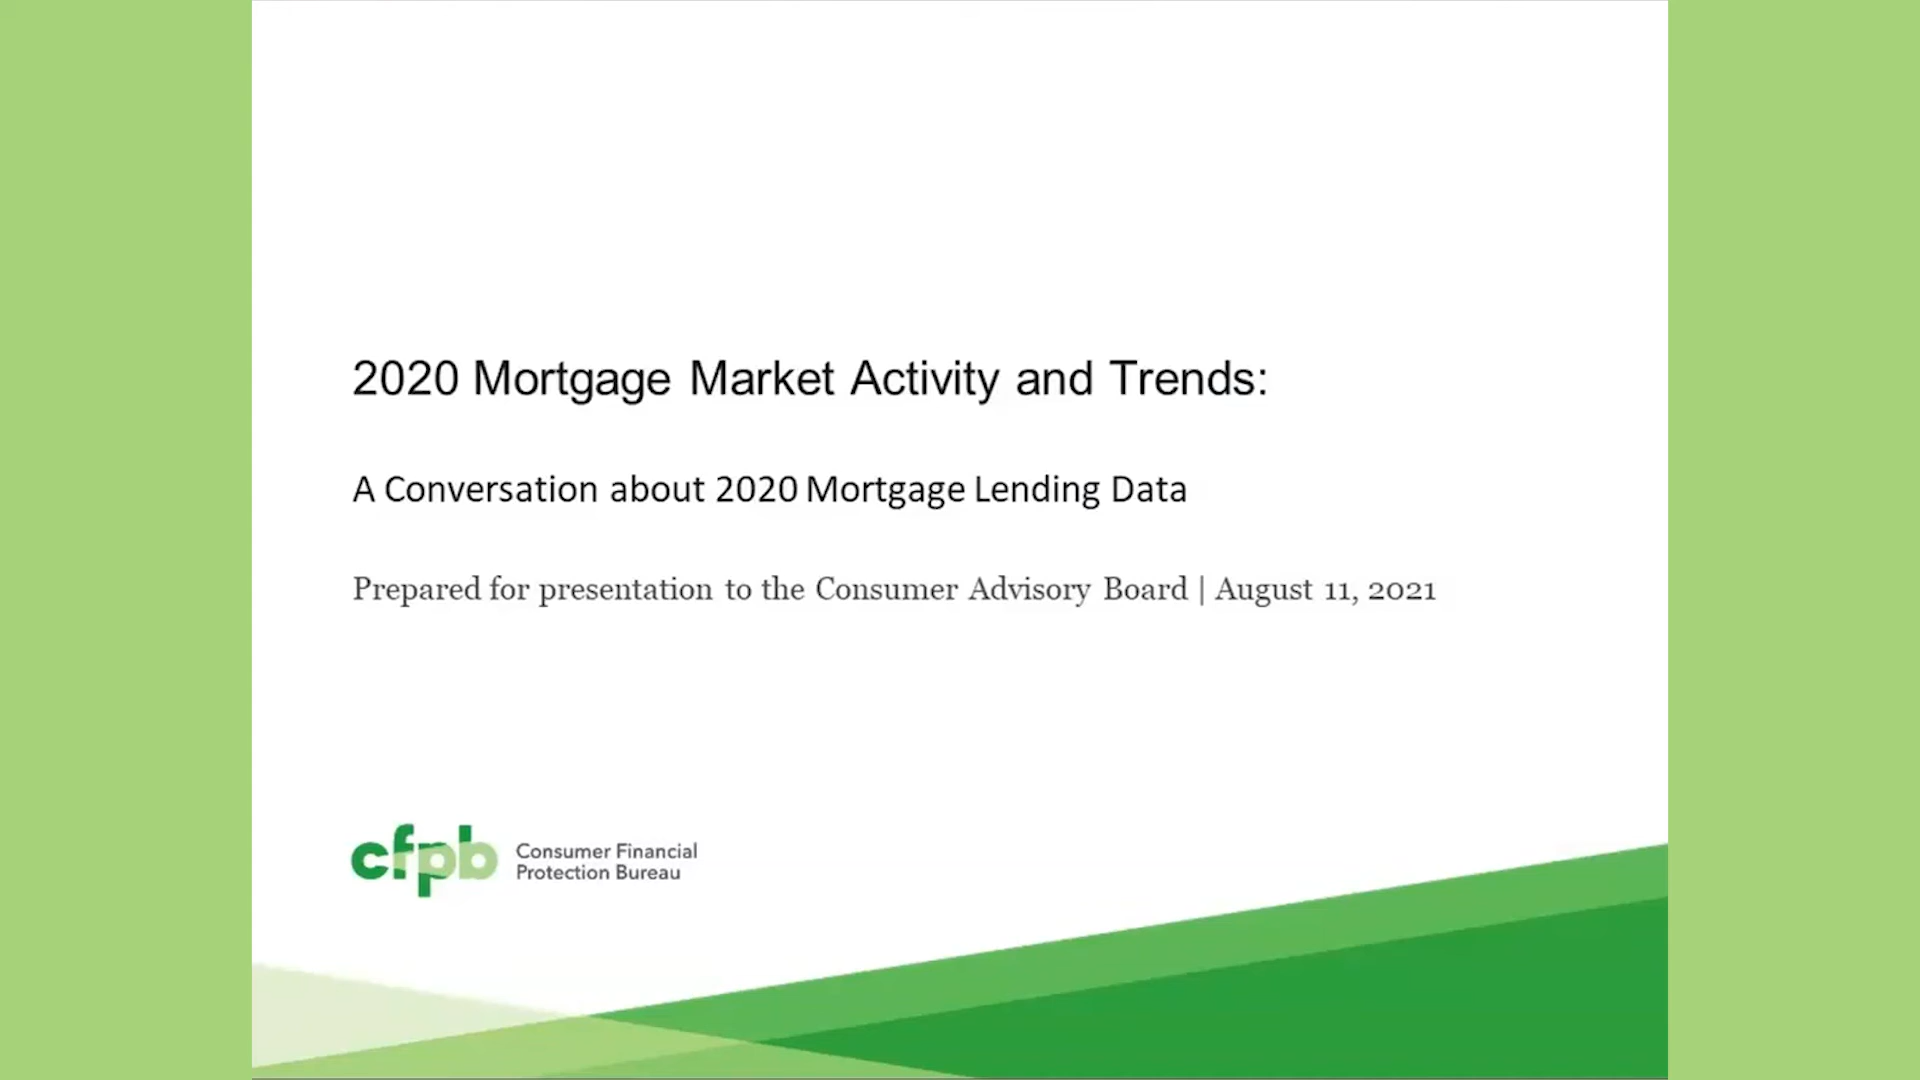 2020 Mortgage Market Activity and Trends:
A Conversation about 2020 Mortgage Lending Data
Prepared for presentation to the Consumer Advisory Board | August 11, 2021
cfpb
Consumer Financial
Protection Bureau